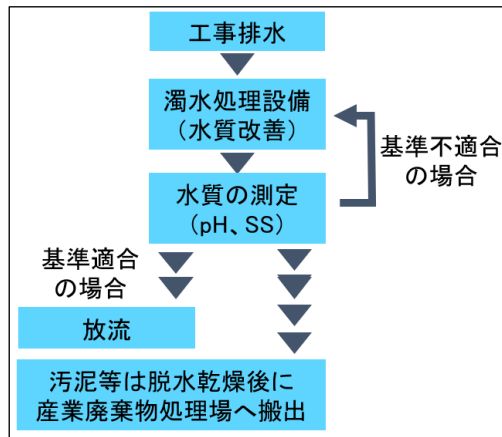 工事排水
濁水処理設備
（水質改善）
基準不適合
の場合
水質の測定
（pH、SS）
基準適合
の場合
放流
汚泥等は脱水乾燥後に
産業廃棄物処理場へ搬出